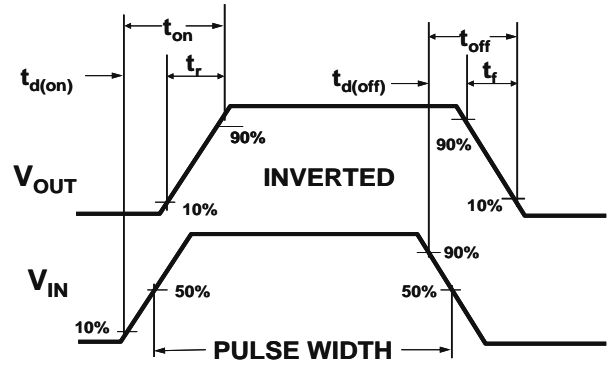 t_on
t_off
t_d(on)
t_r
t_d(off)
t_f
90%
90%
V_OUT
INVERTED
10%
10%
90%
V_IN
50%
50%
10%
PULSE WIDTH